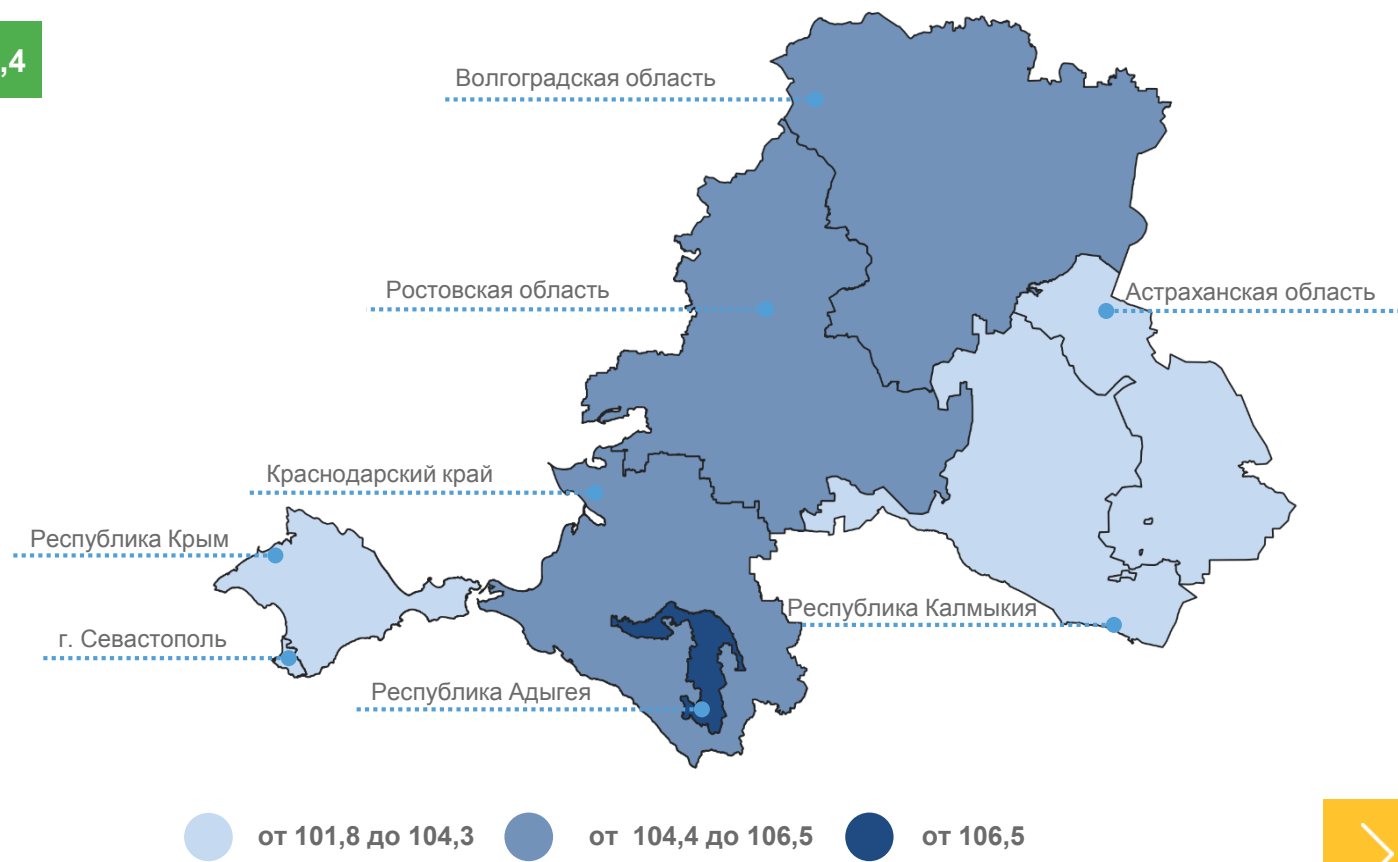 ,4
Волгоградская область
Ростовская область
Астраханская область
Краснодарский край
Республика Крым
Республика Калмыкия
г. Севастополь
Республика Адыгея
от 101,8 до 104,3
от 104,4 до 106,5
от 106,5